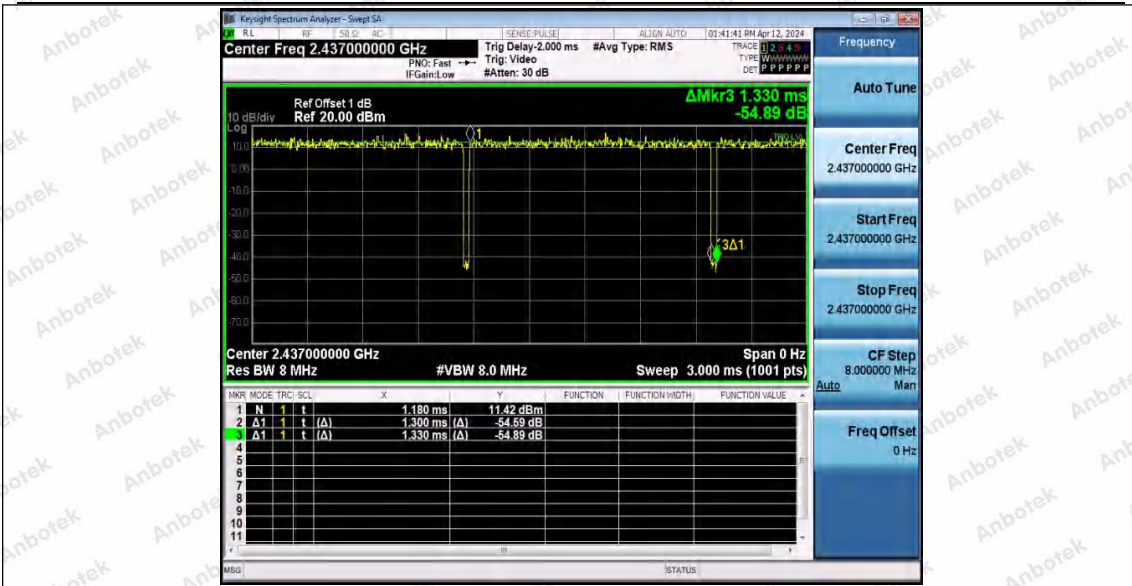 Keysight Spectrum Analyzer - Swept SA
RL RF 50 Ω AC SENSE:PULSE ALIGN AUTO 01:41:41 PM Apr 12, 2024
Center Freq 2.437000000 GHz
PNO: Fast
IFGain:Low
Trig Delay-2.000 ms #Avg Type: RMS
Trig: Video
#Atten: 30 dB
TRACE 1 2 3 4 5
TYPE WWWWWW
DET P P P P P P
Frequency
ΔMkr3 1.330 ms
-54.89 dB
Ref Offset 1 dB
10 dB/div Ref 20.00 dBm
Log
10.0
0.00
-10.0
-20.0
-30.0
-40.0
-50.0
-60.0
-70.0
1
TRIG LVL
3Δ1
Center 2.437000000 GHz Span 0 Hz
Res BW 8 MHz #VBW 8.0 MHz Sweep 3.000 ms (1001 pts)
MKR MODE TRC SCL X Y FUNCTION FUNCTION WIDTH FUNCTION VALUE
1 N 1 t 1.180 ms 11.42 dBm
2 Δ1 1 t (Δ) 1.300 ms (Δ) -54.59 dB
3 Δ1 1 t (Δ) 1.330 ms (Δ) -54.89 dB
4
5
6
7
8
9
10
11
MSG STATUS
Auto Tune
Center Freq
2.437000000 GHz
Start Freq
2.437000000 GHz
Stop Freq
2.437000000 GHz
CF Step
8.000000 MHz
Auto Man
Freq Offset
0 Hz
Anbotek